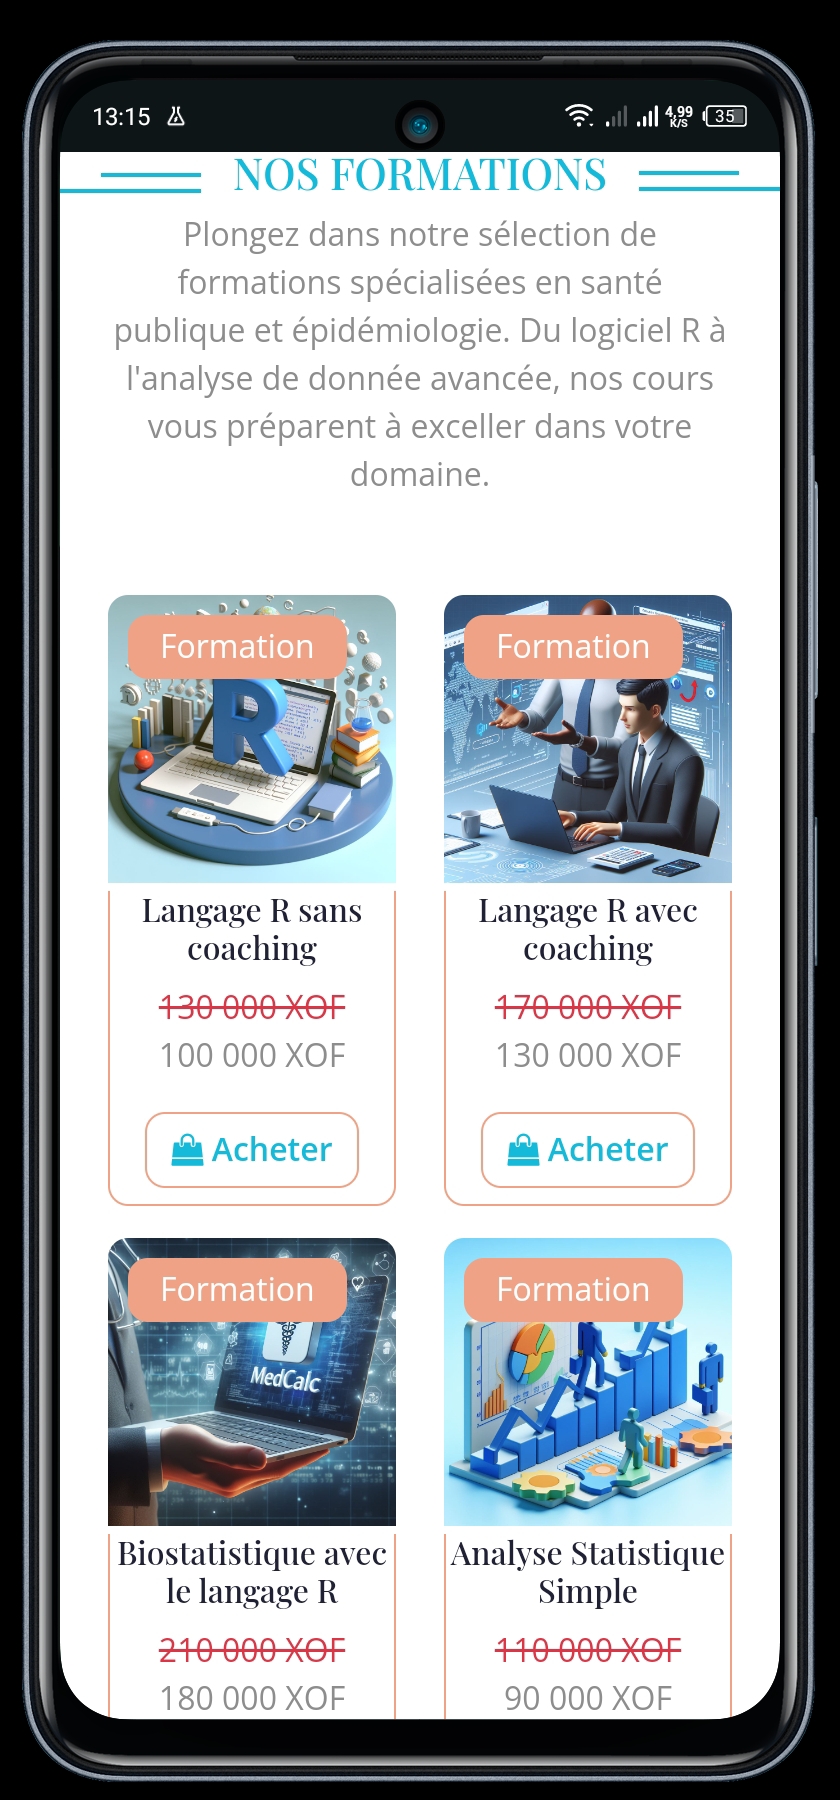 13:15
4,99
K/S
35
NOS FORMATIONS
Plongez dans notre sélection de
formations spécialisées en santé
publique et épidémiologie. Du logiciel R à
l'analyse de donnée avancée, nos cours
vous préparent à exceller dans votre
domaine.
Formation
R
Langage R sans
coaching
130 000 XOF
100 000 XOF
Acheter
Formation
Langage R avec
coaching
170 000 XOF
130 000 XOF
Acheter
Formation
MedCalc
Biostatistique avec
le langage R
210 000 XOF
180 000 XOF
Formation
Analyse Statistique
Simple
110 000 XOF
90 000 XOF